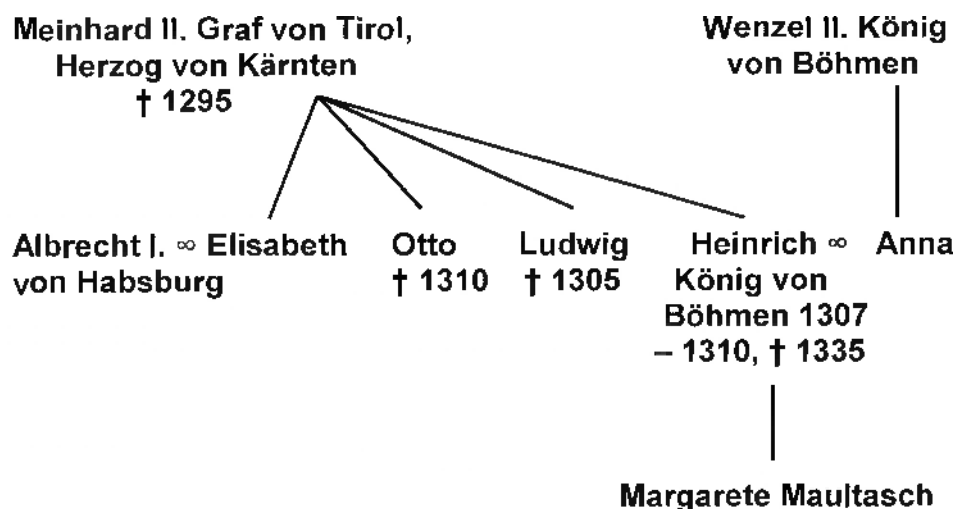 Meinhard II. Graf von Tirol,
Herzog von Kärnten
† 1295
Wenzel II. König
von Böhmen
Albrecht I. ∞ Elisabeth
von Habsburg
Otto
† 1310
Ludwig
† 1305
Heinrich ∞ Anna
König von
Böhmen 1307
– 1310, † 1335
Margarete Maultasch